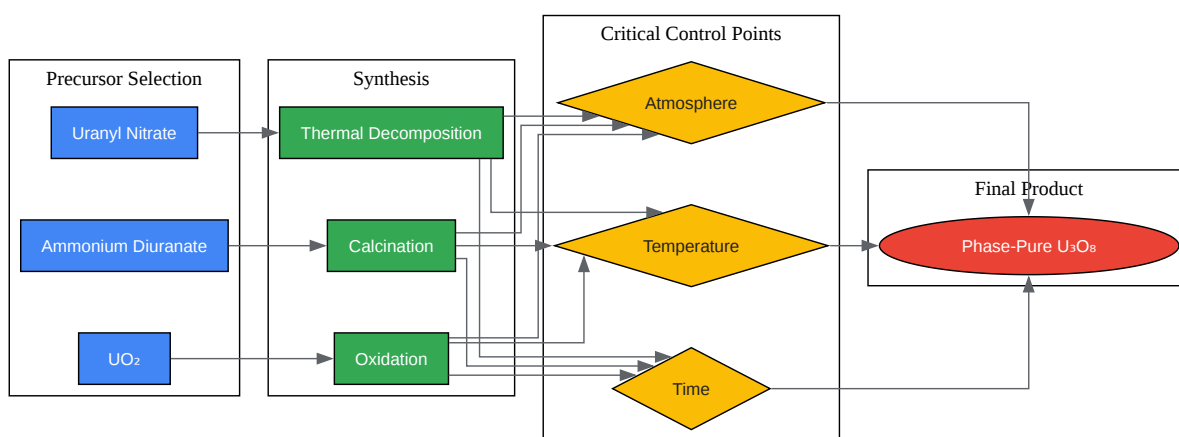 Precursor Selection
Uranyl Nitrate
Ammonium Diuranate
UO₂
Synthesis
Thermal Decomposition
Calcination
Oxidation
Critical Control Points
Atmosphere
Temperature
Time
Final Product
Phase-Pure U₃O₈